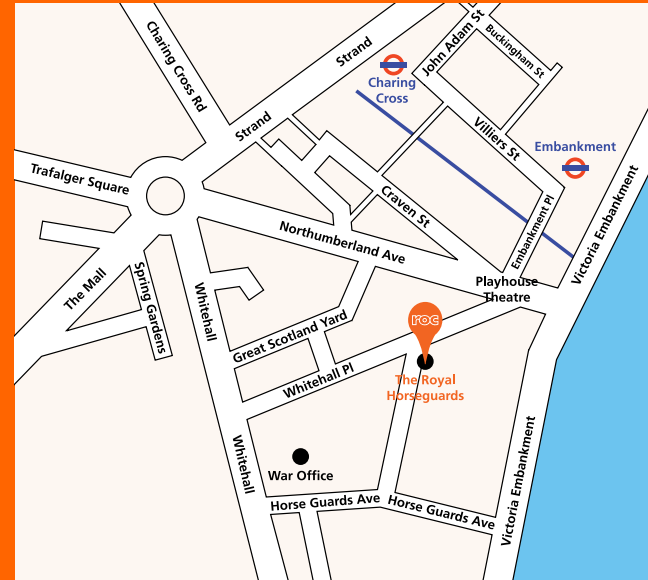 John Adam St
Buckingham St
Charing Cross Rd
Strand
Charing
Cross
Strand
Villiers St
Embankment
Trafalger Square
Craven St
Embankment Pl
Victoria Embankment
Northumberland Ave
The Mall
Spring Gardens
Whitehall
Playhouse
Theatre
roc
Great Scotland Yard
Whitehall Pl
The Royal
Horseguards
Whitehall
War Office
Horse Guards Ave
Horse Guards Ave
Victoria Embankment